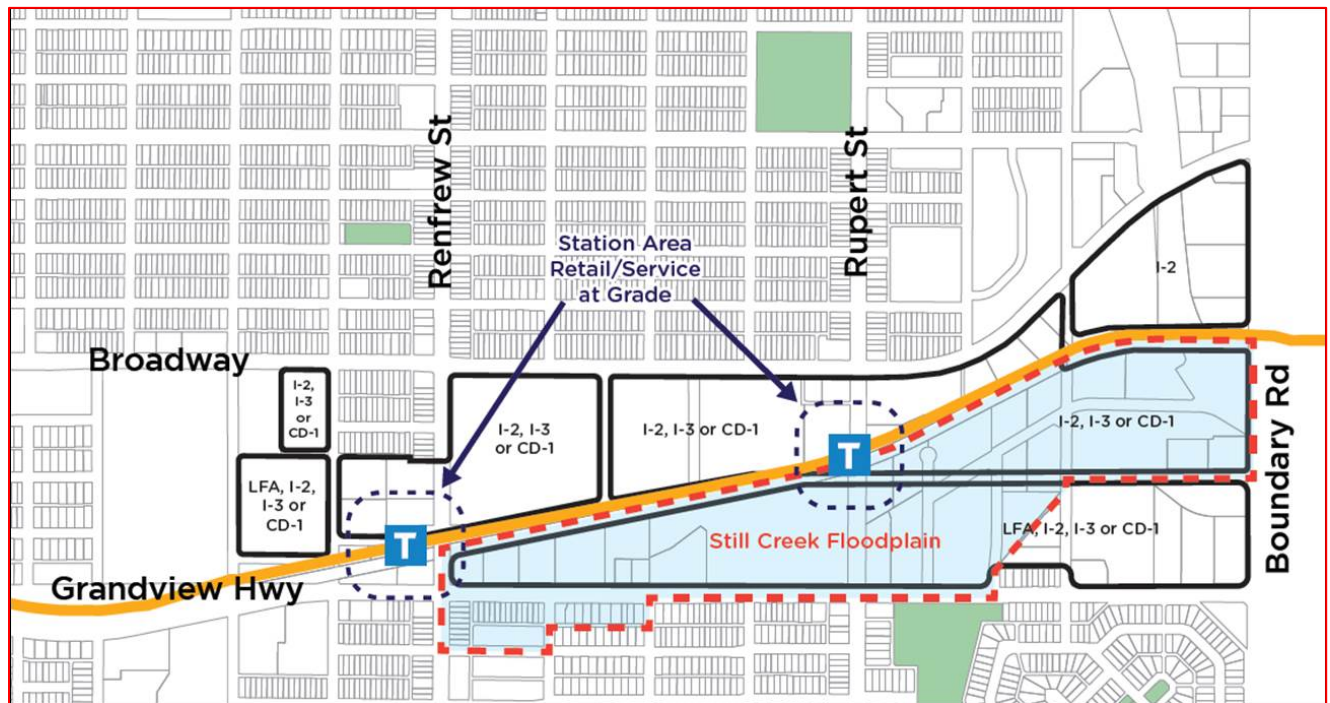 Renfrew St
Rupert St
Station Area
Retail/Service
at Grade
I-2
Broadway
Boundary Rd
I-2,
I-3
or
CD-1
I-2, I-3
or CD-1
I-2, I-3 or CD-1
I-2, I-3 or CD-1
T
LFA, I-2,
I-3 or
CD-1
T
Still Creek Floodplain
LFA, I-2, I-3 or CD-1
Grandview Hwy